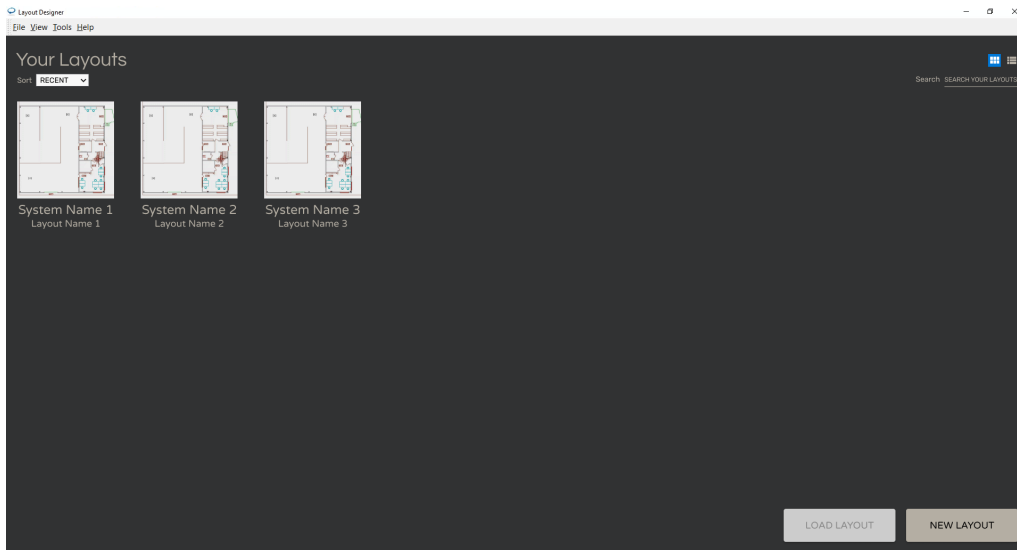 Layout Designer
File View Tools Help
Your Layouts
Sort RECENT
Search SEARCH YOUR LAYOUTS
System Name 1
Layout Name 1
System Name 2
Layout Name 2
System Name 3
Layout Name 3
LOAD LAYOUT
NEW LAYOUT